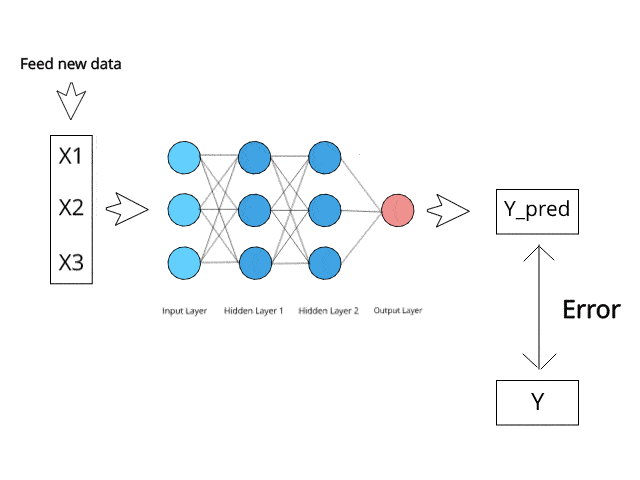 Feed new data
X1
X2
X3
Input Layer
Hidden Layer 1
Hidden Layer 2
Output Layer
Y_pred
Error
Y